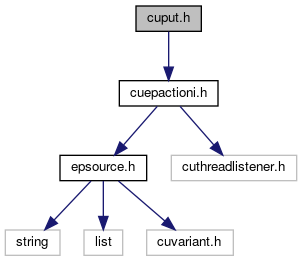 cuput.h
cuepactioni.h
epsource.h
cuthreadlistener.h
string
list
cuvariant.h